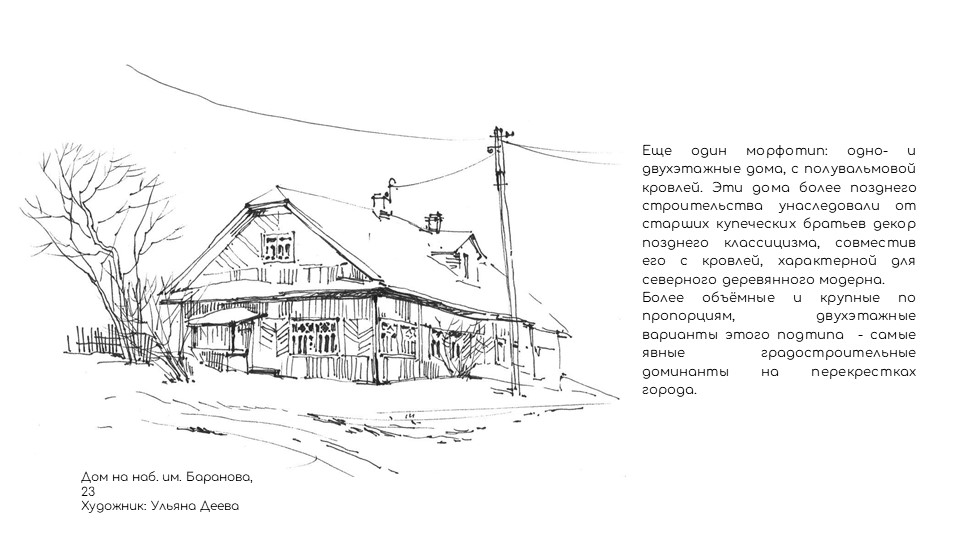 Еще один морфотип: одно- и
двухэтажные дома, с полувальмовой
кровлей. Эти дома более позднего
строительства унаследовали от
старших купеческих братьев декор
позднего классицизма, совместив
его с кровлей, характерной для
северного деревянного модерна.
Более объёмные и крупные по
пропорциям, двухэтажные
варианты этого подтипа - самые
явные градостроительные
доминанты на перекрестках
города.
Дом на наб. им. Баранова,
23
Художник: Ульяна Деева